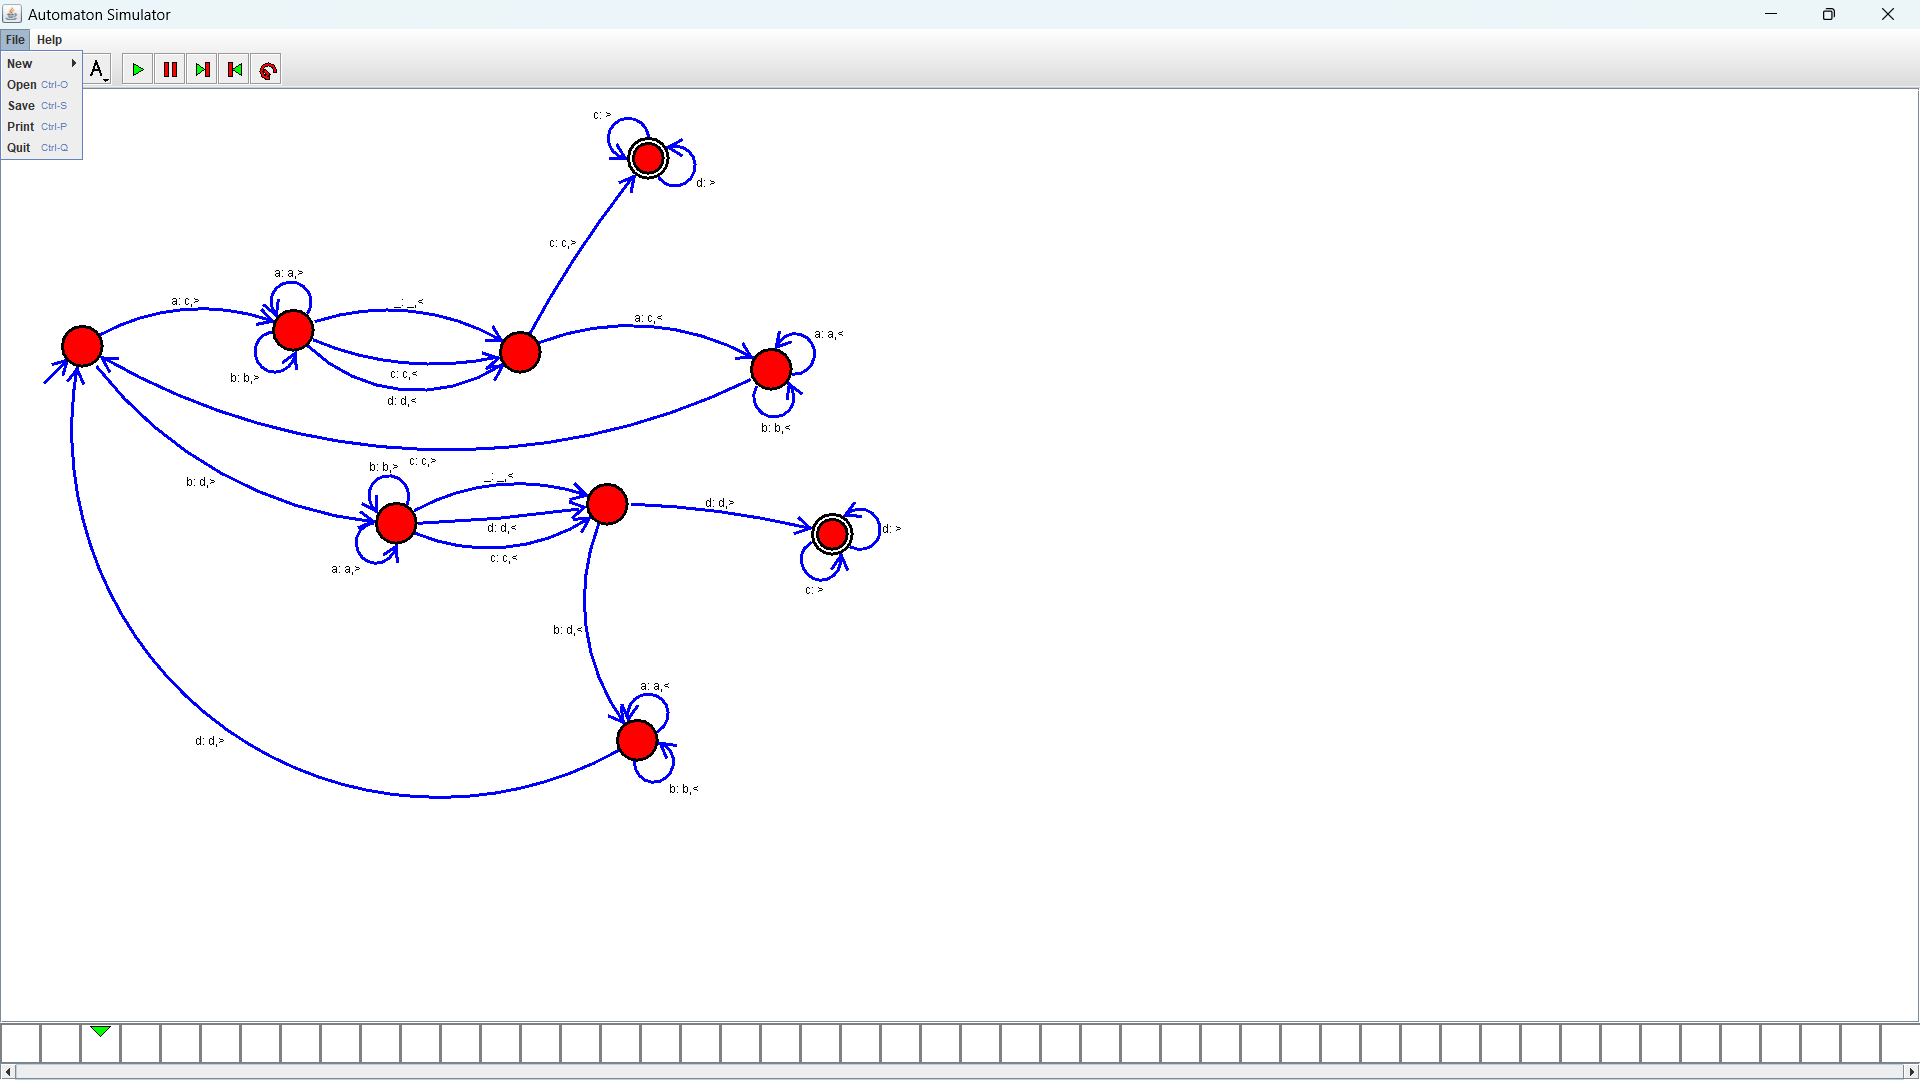 Automaton Simulator
File Help
New
Open Ctrl-O
Save Ctrl-S
Print Ctrl-P
Quit Ctrl-Q
A
c: >
d: >
c: c,>
a: a,>
a: c,>
_: _,<
a: c,<
a: a,<
b: b,>
c: c,<
d: d,<
b: b,<
b: b,>
c: c,>
_: _,<
b: d,>
d: d,>
d: d,<
d: >
c: c,<
a: a,>
c: >
b: d,<
a: a,<
d: d,>
b: b,<